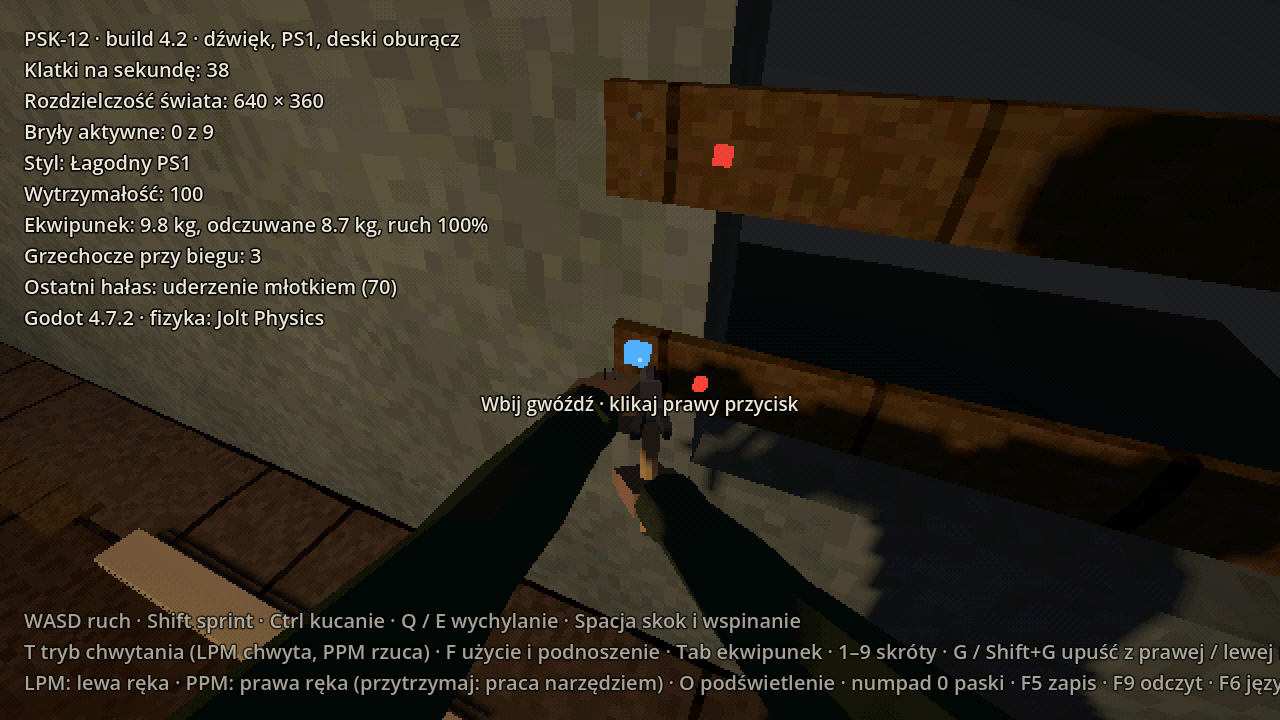 PSK-12 · build 4.2 · dźwięk, PS1, deski oburącz
Klatki na sekundę: 38
Rozdzielczość świata: 640 × 360
Bryły aktywne: 0 z 9
Styl: Łagodny PS1
Wytrzymałość: 100
Ekwipunek: 9.8 kg, odczuwane 8.7 kg, ruch 100%
Grzechocze przy biegu: 3
Ostatni hałas: uderzenie młotkiem (70)
Godot 4.7.2 · fizyka: Jolt Physics
Wbij gwóźdź · klikaj prawy przycisk
WASD ruch · Shift sprint · Ctrl kucanie · Q / E wychylanie · Spacja skok i wspinanie
T tryb chwytania (LPM chwyta, PPM rzuca) · F użycie i podnoszenie · Tab ekwipunek · 1–9 skróty · G / Shift+G upuść z prawej / lewej
LPM: lewa ręka · PPM: prawa ręka (przytrzymaj: praca narzędziem) · O podświetlenie · numpad 0 paski · F5 zapis · F9 odczyt · F6